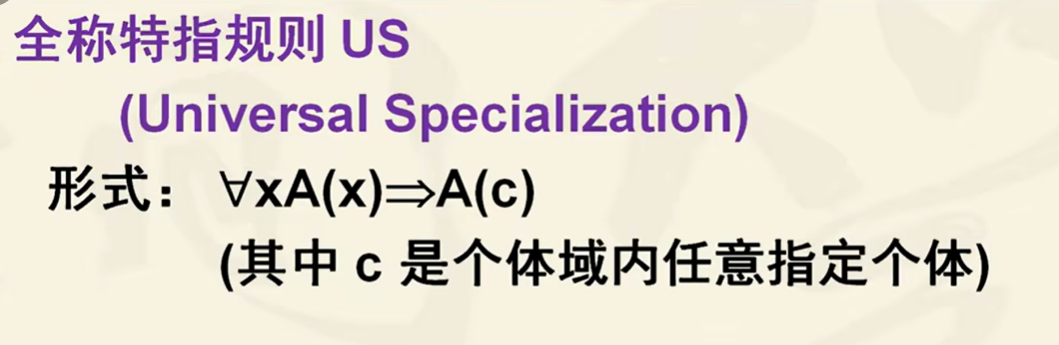 全称特指规则 US
(Universal Specialization)
形式： ∀xA(x)⇒A(c)
(其中 c 是个体域内任意指定个体)